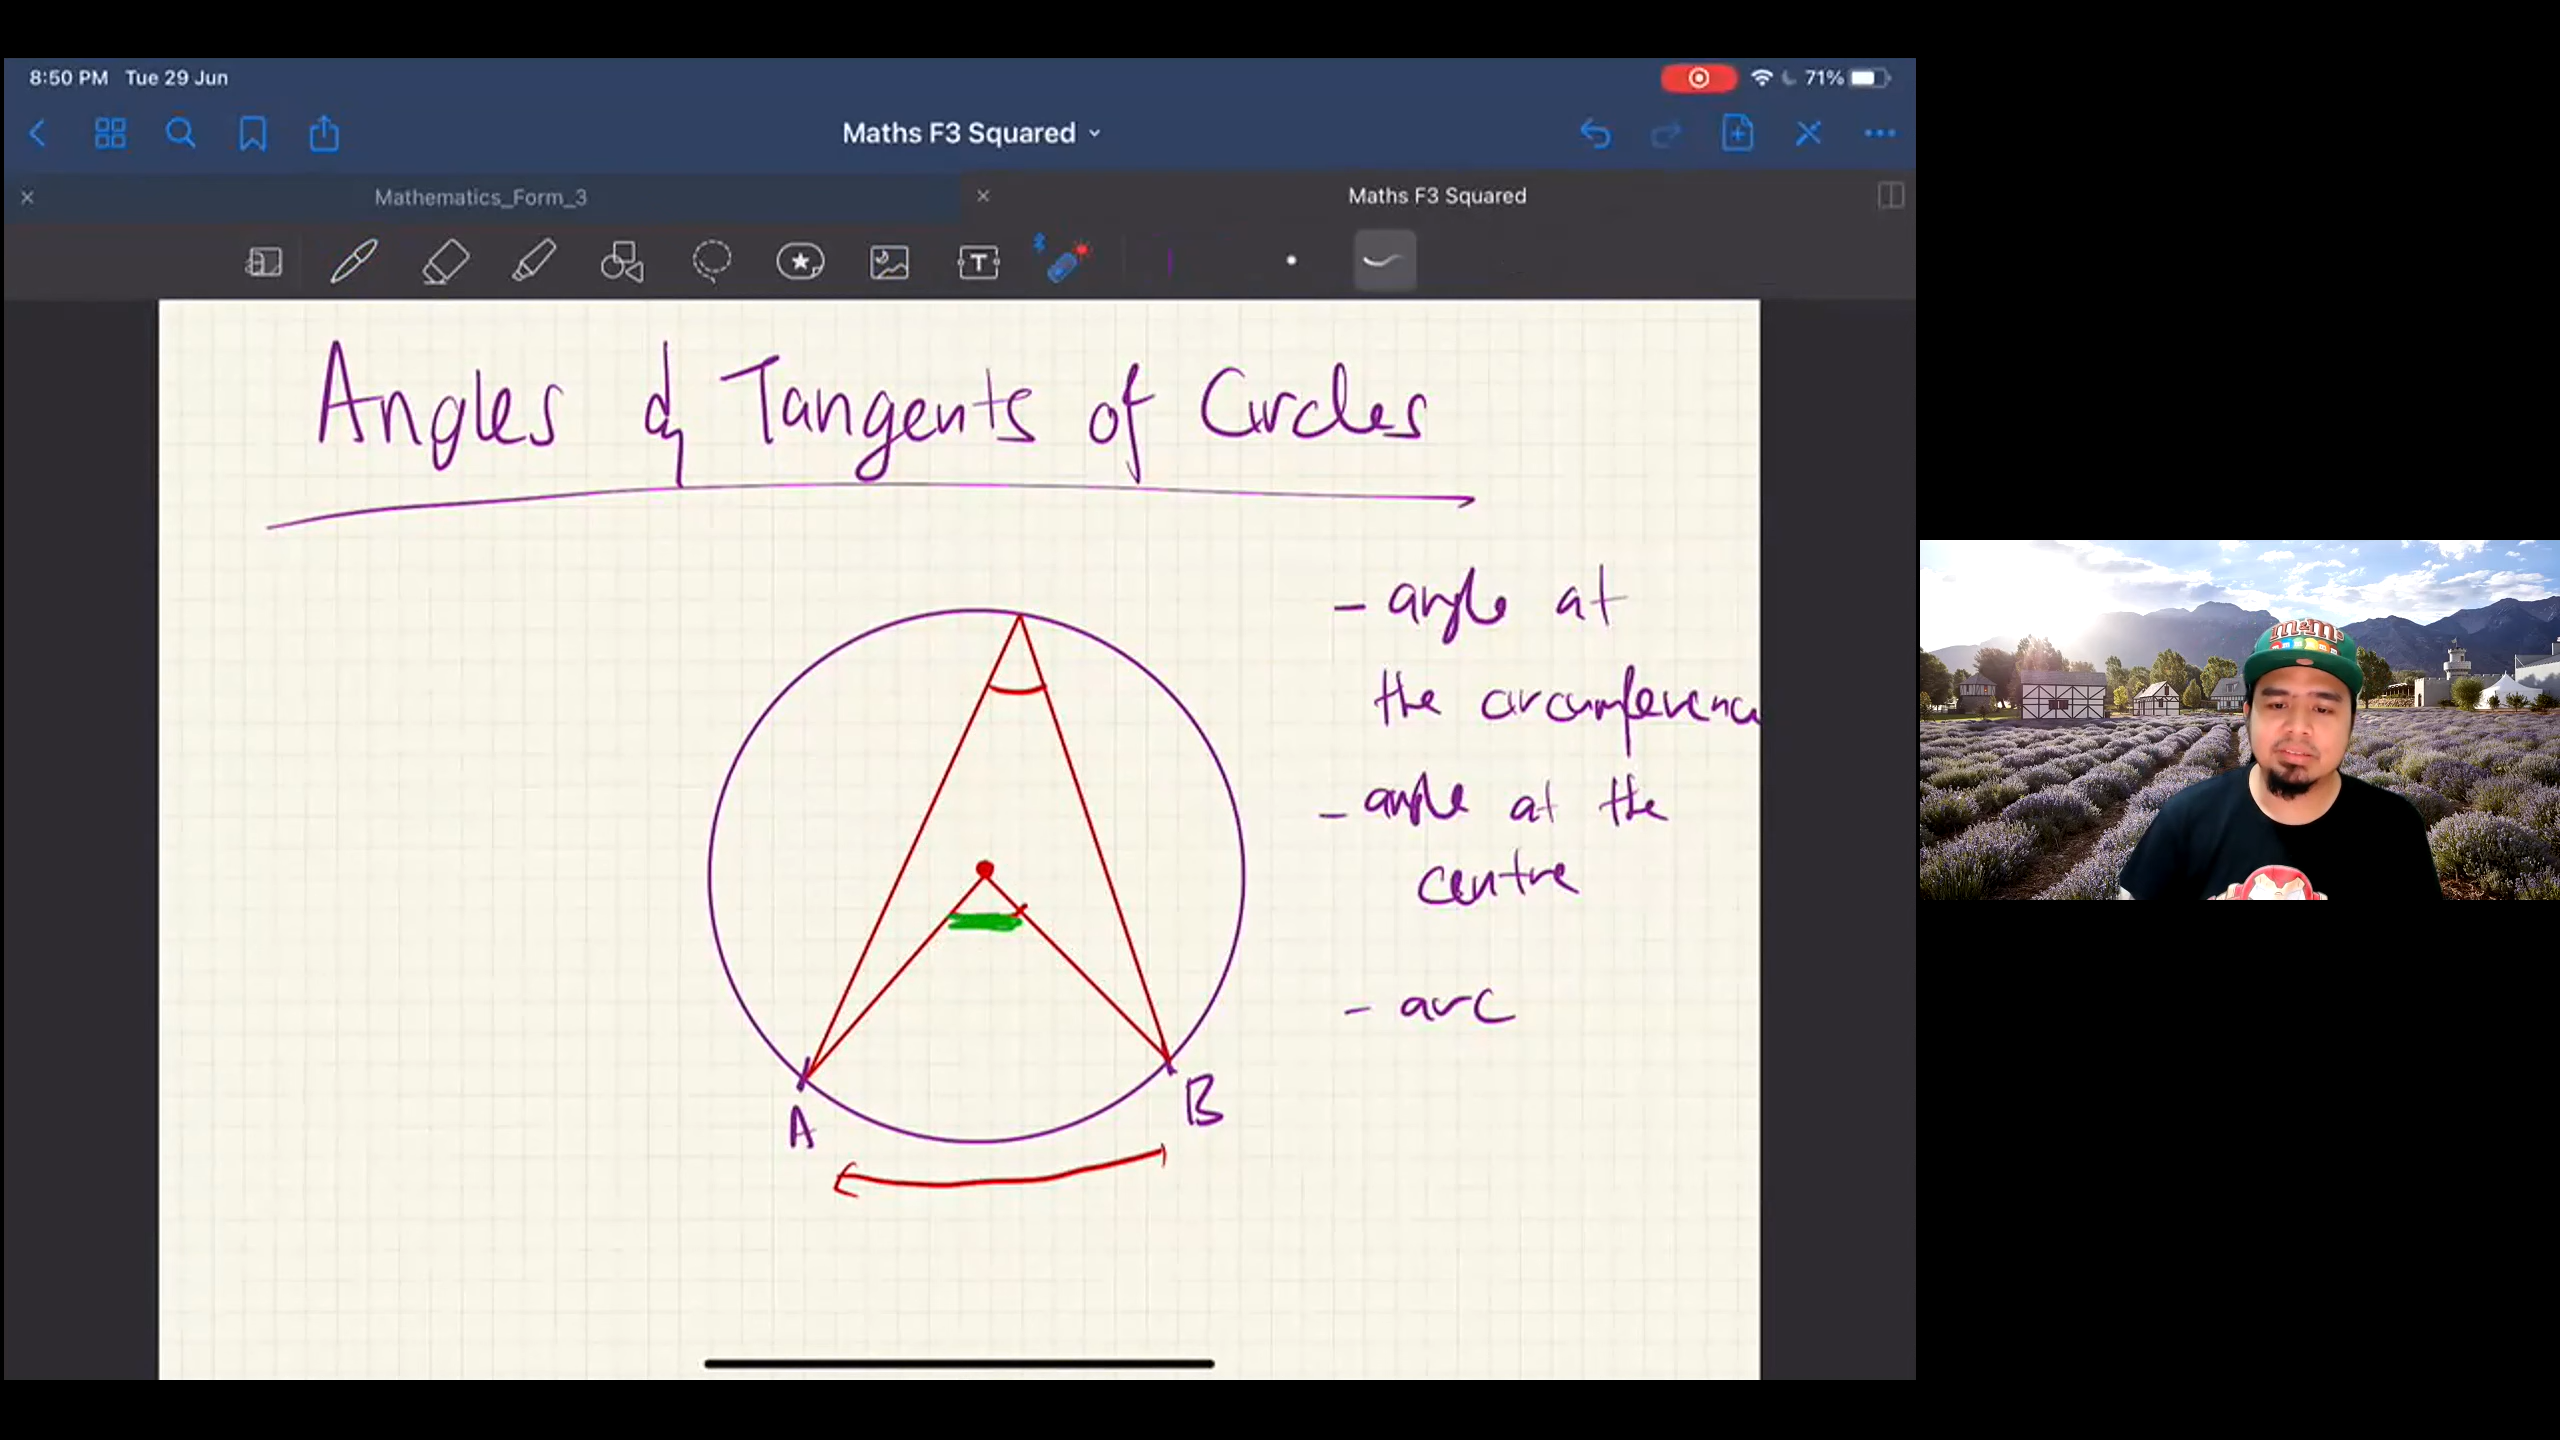 8:50 PM Tue 29 Jun
71%
Maths F3 Squared
Mathematics_Form_3
Maths F3 Squared
T
Angles & Tangents of Circles
- angle at
the circumferenc
- angle at the
centre
- arc
A
B
m&m's